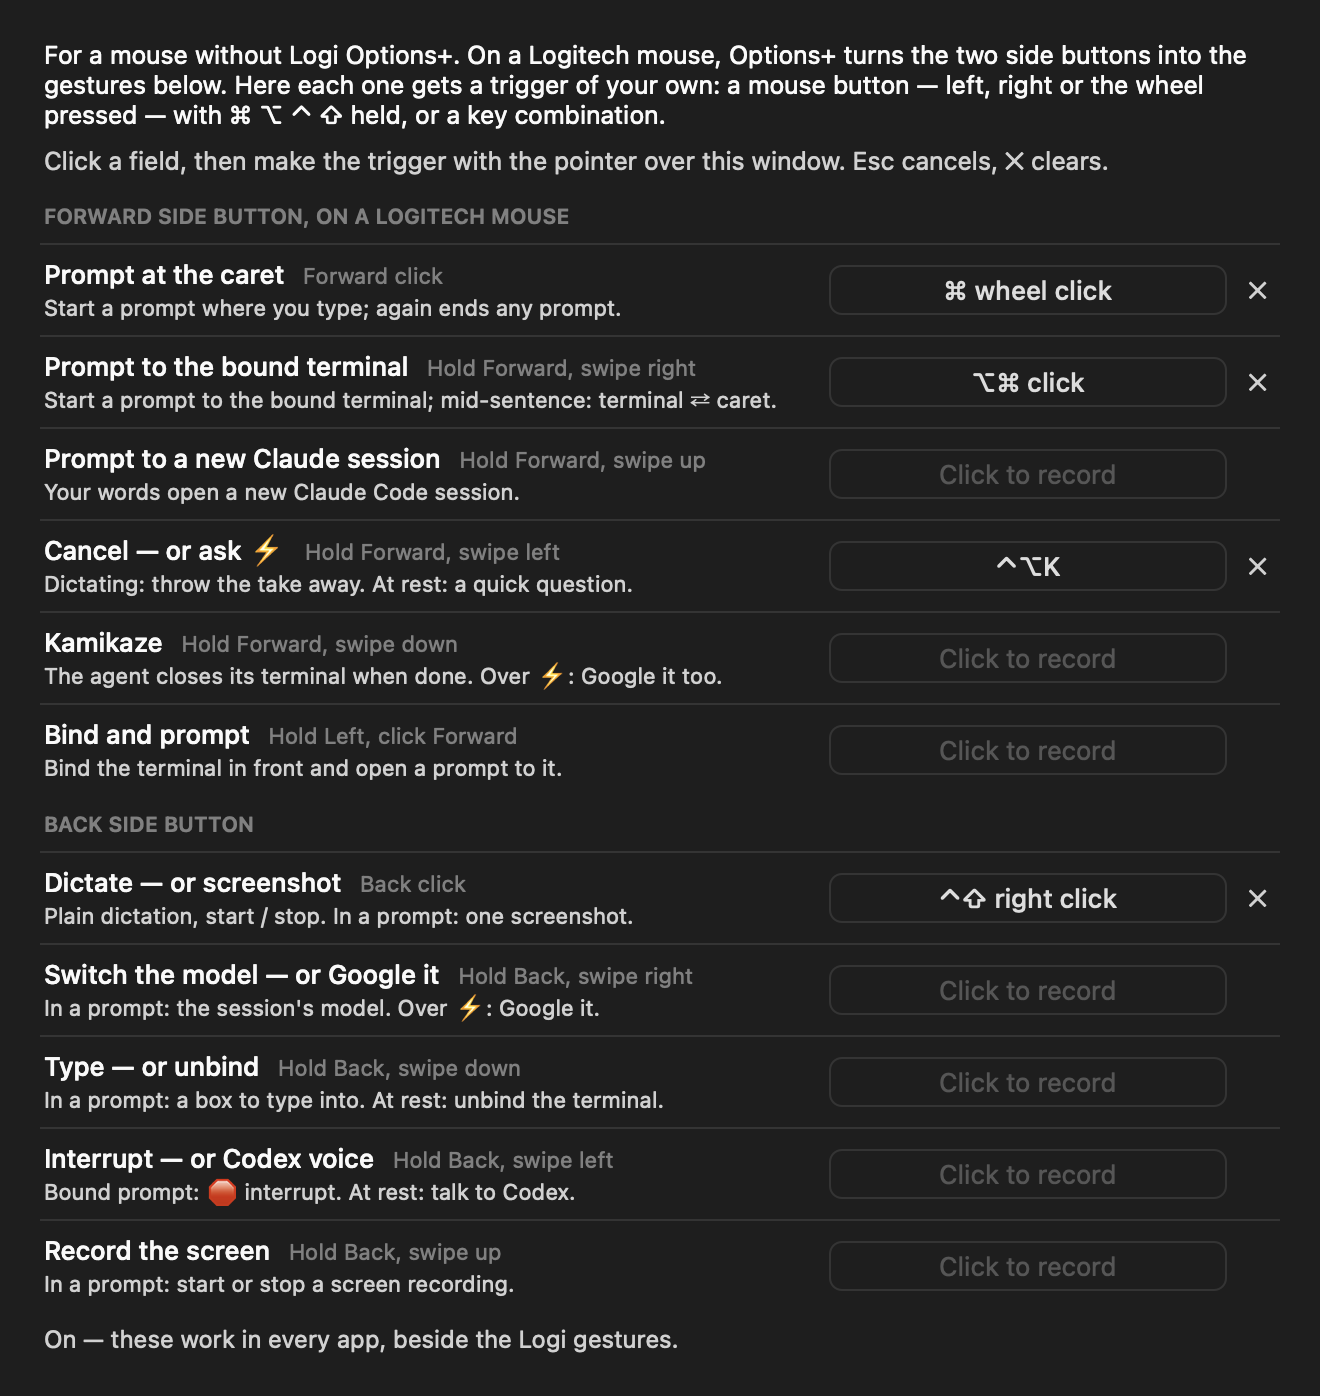 For a mouse without Logi Options+. On a Logitech mouse, Options+ turns the two side buttons into the
gestures below. Here each one gets a trigger of your own: a mouse button — left, right or the wheel
pressed — with ⌘ ⌥ ⌃ ⇧ held, or a key combination.
Click a field, then make the trigger with the pointer over this window. Esc cancels, ✕ clears.
FORWARD SIDE BUTTON, ON A LOGITECH MOUSE
Prompt at the caret Forward click
Start a prompt where you type; again ends any prompt.
⌘ wheel click ✕
Prompt to the bound terminal Hold Forward, swipe right
Start a prompt to the bound terminal; mid-sentence: terminal ⇄ caret.
⌥⌘ click ✕
Prompt to a new Claude session Hold Forward, swipe up
Your words open a new Claude Code session.
Click to record
Cancel — or ask ⚡ Hold Forward, swipe left
Dictating: throw the take away. At rest: a quick question.
⌃⌥K ✕
Kamikaze Hold Forward, swipe down
The agent closes its terminal when done. Over ⚡: Google it too.
Click to record
Bind and prompt Hold Left, click Forward
Bind the terminal in front and open a prompt to it.
Click to record
BACK SIDE BUTTON
Dictate — or screenshot Back click
Plain dictation, start / stop. In a prompt: one screenshot.
⌃⇧ right click ✕
Switch the model — or Google it Hold Back, swipe right
In a prompt: the session's model. Over ⚡: Google it.
Click to record
Type — or unbind Hold Back, swipe down
In a prompt: a box to type into. At rest: unbind the terminal.
Click to record
Interrupt — or Codex voice Hold Back, swipe left
Bound prompt: 🛑 interrupt. At rest: talk to Codex.
Click to record
Record the screen Hold Back, swipe up
In a prompt: start or stop a screen recording.
Click to record
On — these work in every app, beside the Logi gestures.